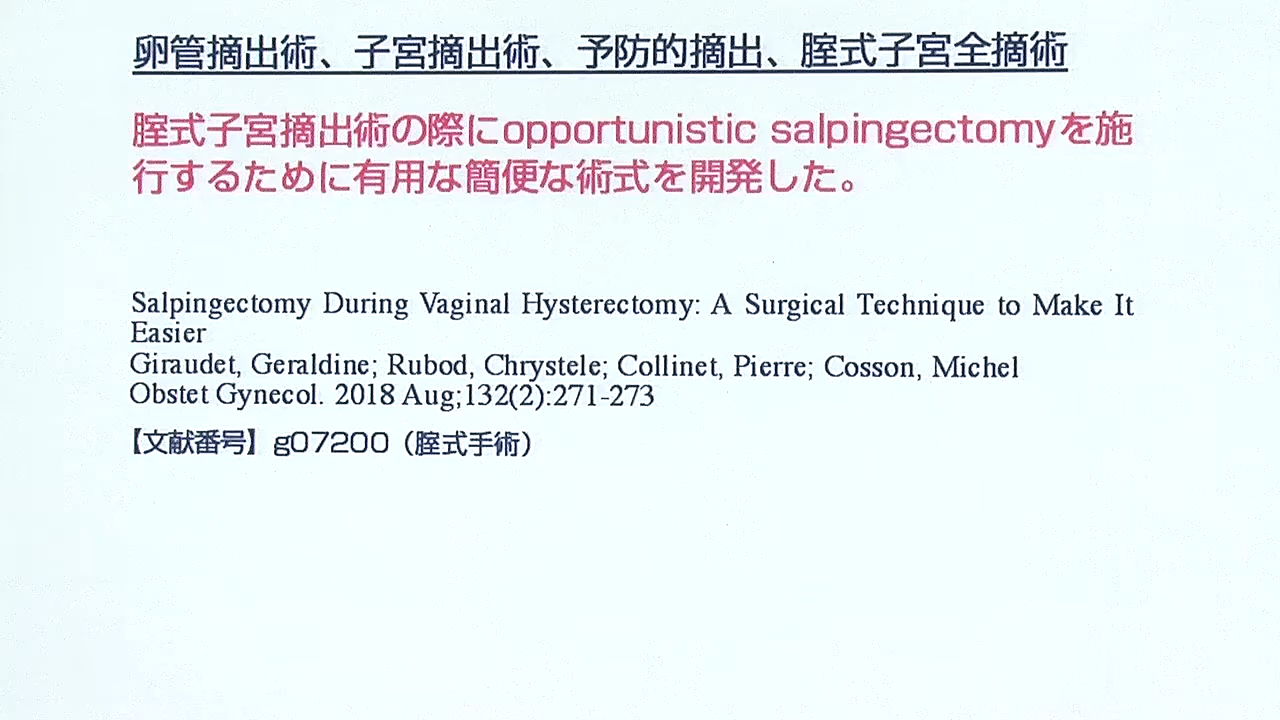 卵管摘出術、子宮摘出術、予防的摘出、腟式子宮全摘術
腟式子宮摘出術の際にopportunistic salpingectomyを施
行するために有用な簡便な術式を開発した。
Salpingectomy During Vaginal Hysterectomy: A Surgical Technique to Make It
Easier
Giraudet, Geraldine; Rubod, Chrystele; Collinet, Pierre; Cosson, Michel
Obstet Gynecol. 2018 Aug;132(2):271-273
【文献番号】g07200（腟式手術）